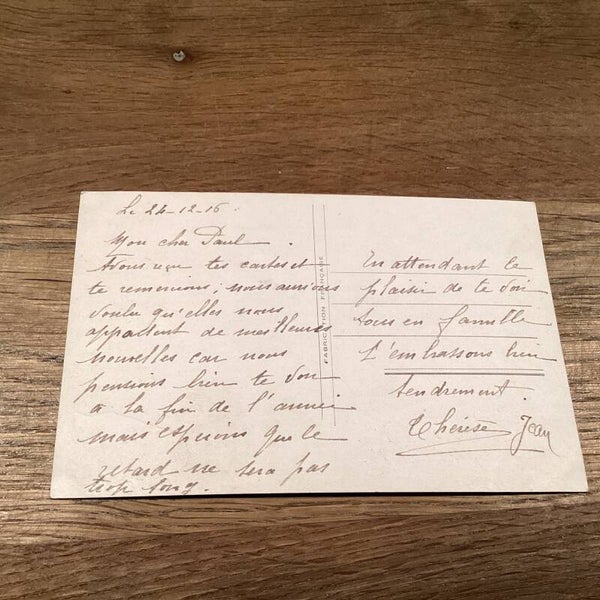 Le 24-12-16.
Mon cher Paul.
Avons reçu tes cartes et
te remercions, nous aurions
voulu qu'elles nous
apportent de meilleures
nouvelles car nous
pensions bien te voir
à la fin de l'année
mais espérons que le
retard ne sera pas
trop long.
FABRICATION FRANÇAISE
En attendant le
plaisir de te voir
tous en famille
t'embrassons bien
tendrement.
Thérèse Jean